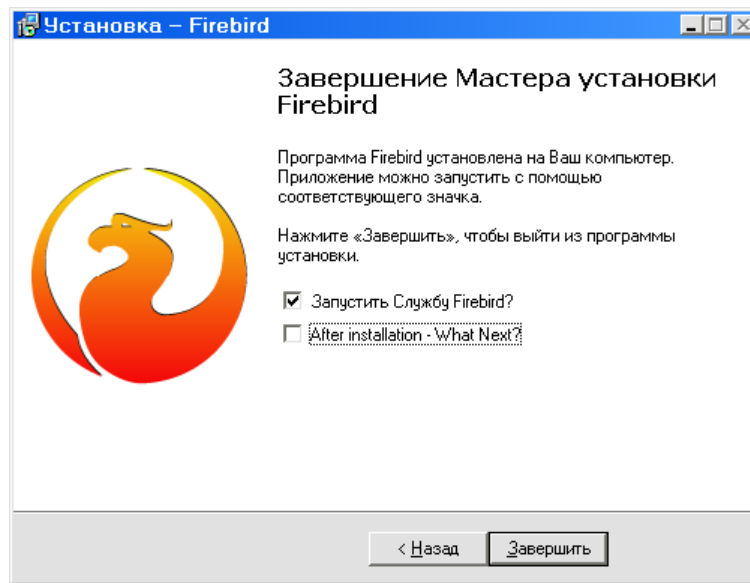 Установка – Firebird
Завершение Мастера установки
Firebird
Программа Firebird установлена на Ваш компьютер.
Приложение можно запустить с помощью
соответствующего значка.
Нажмите «Завершить», чтобы выйти из программы
установки.
Запустить Службу Firebird?
After installation - What Next?
< Назад
Завершить